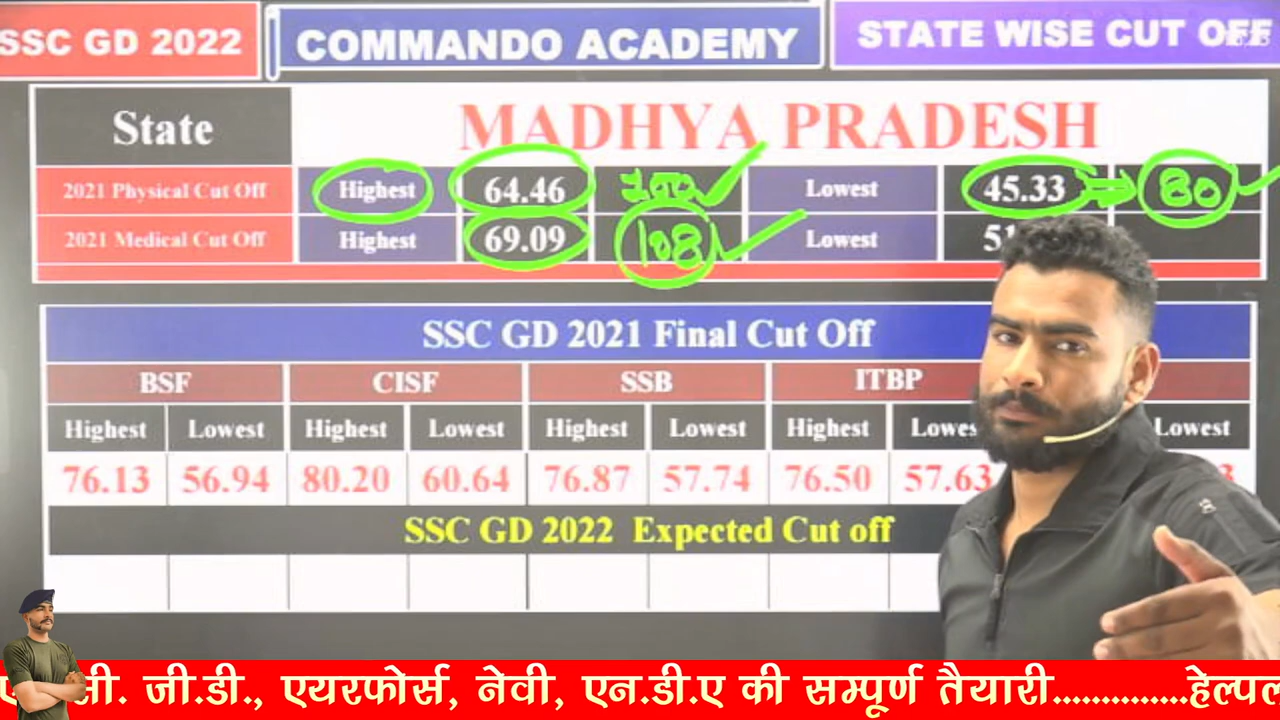 SSC GD 2022 COMMANDO ACADEMY STATE WISE CUT OFF
State MADHYA PRADESH
2021 Physical Cut Off Highest 64.46 Lowest 45.33 80
2021 Medical Cut Off Highest 69.09 108 Lowest
SSC GD 2021 Final Cut Off
BSF CISF SSB ITBP
Highest Lowest Highest Lowest Highest Lowest Highest Lowest
76.13 56.94 80.20 60.64 76.87 57.74 76.50 57.63
SSC GD 2022 Expected Cut off
सी. जी.डी., एयरफोर्स, नेवी, एन.डी.ए की सम्पूर्ण तैयारी..............हेल्पल